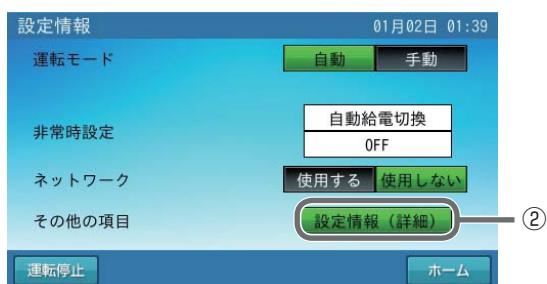 設定情報 01月02日 01:39
運転モード 自動 手動
非常時設定 自動給電切換
OFF
ネットワーク 使用する 使用しない
その他の項目 設定情報（詳細） ②
運転停止 ホーム